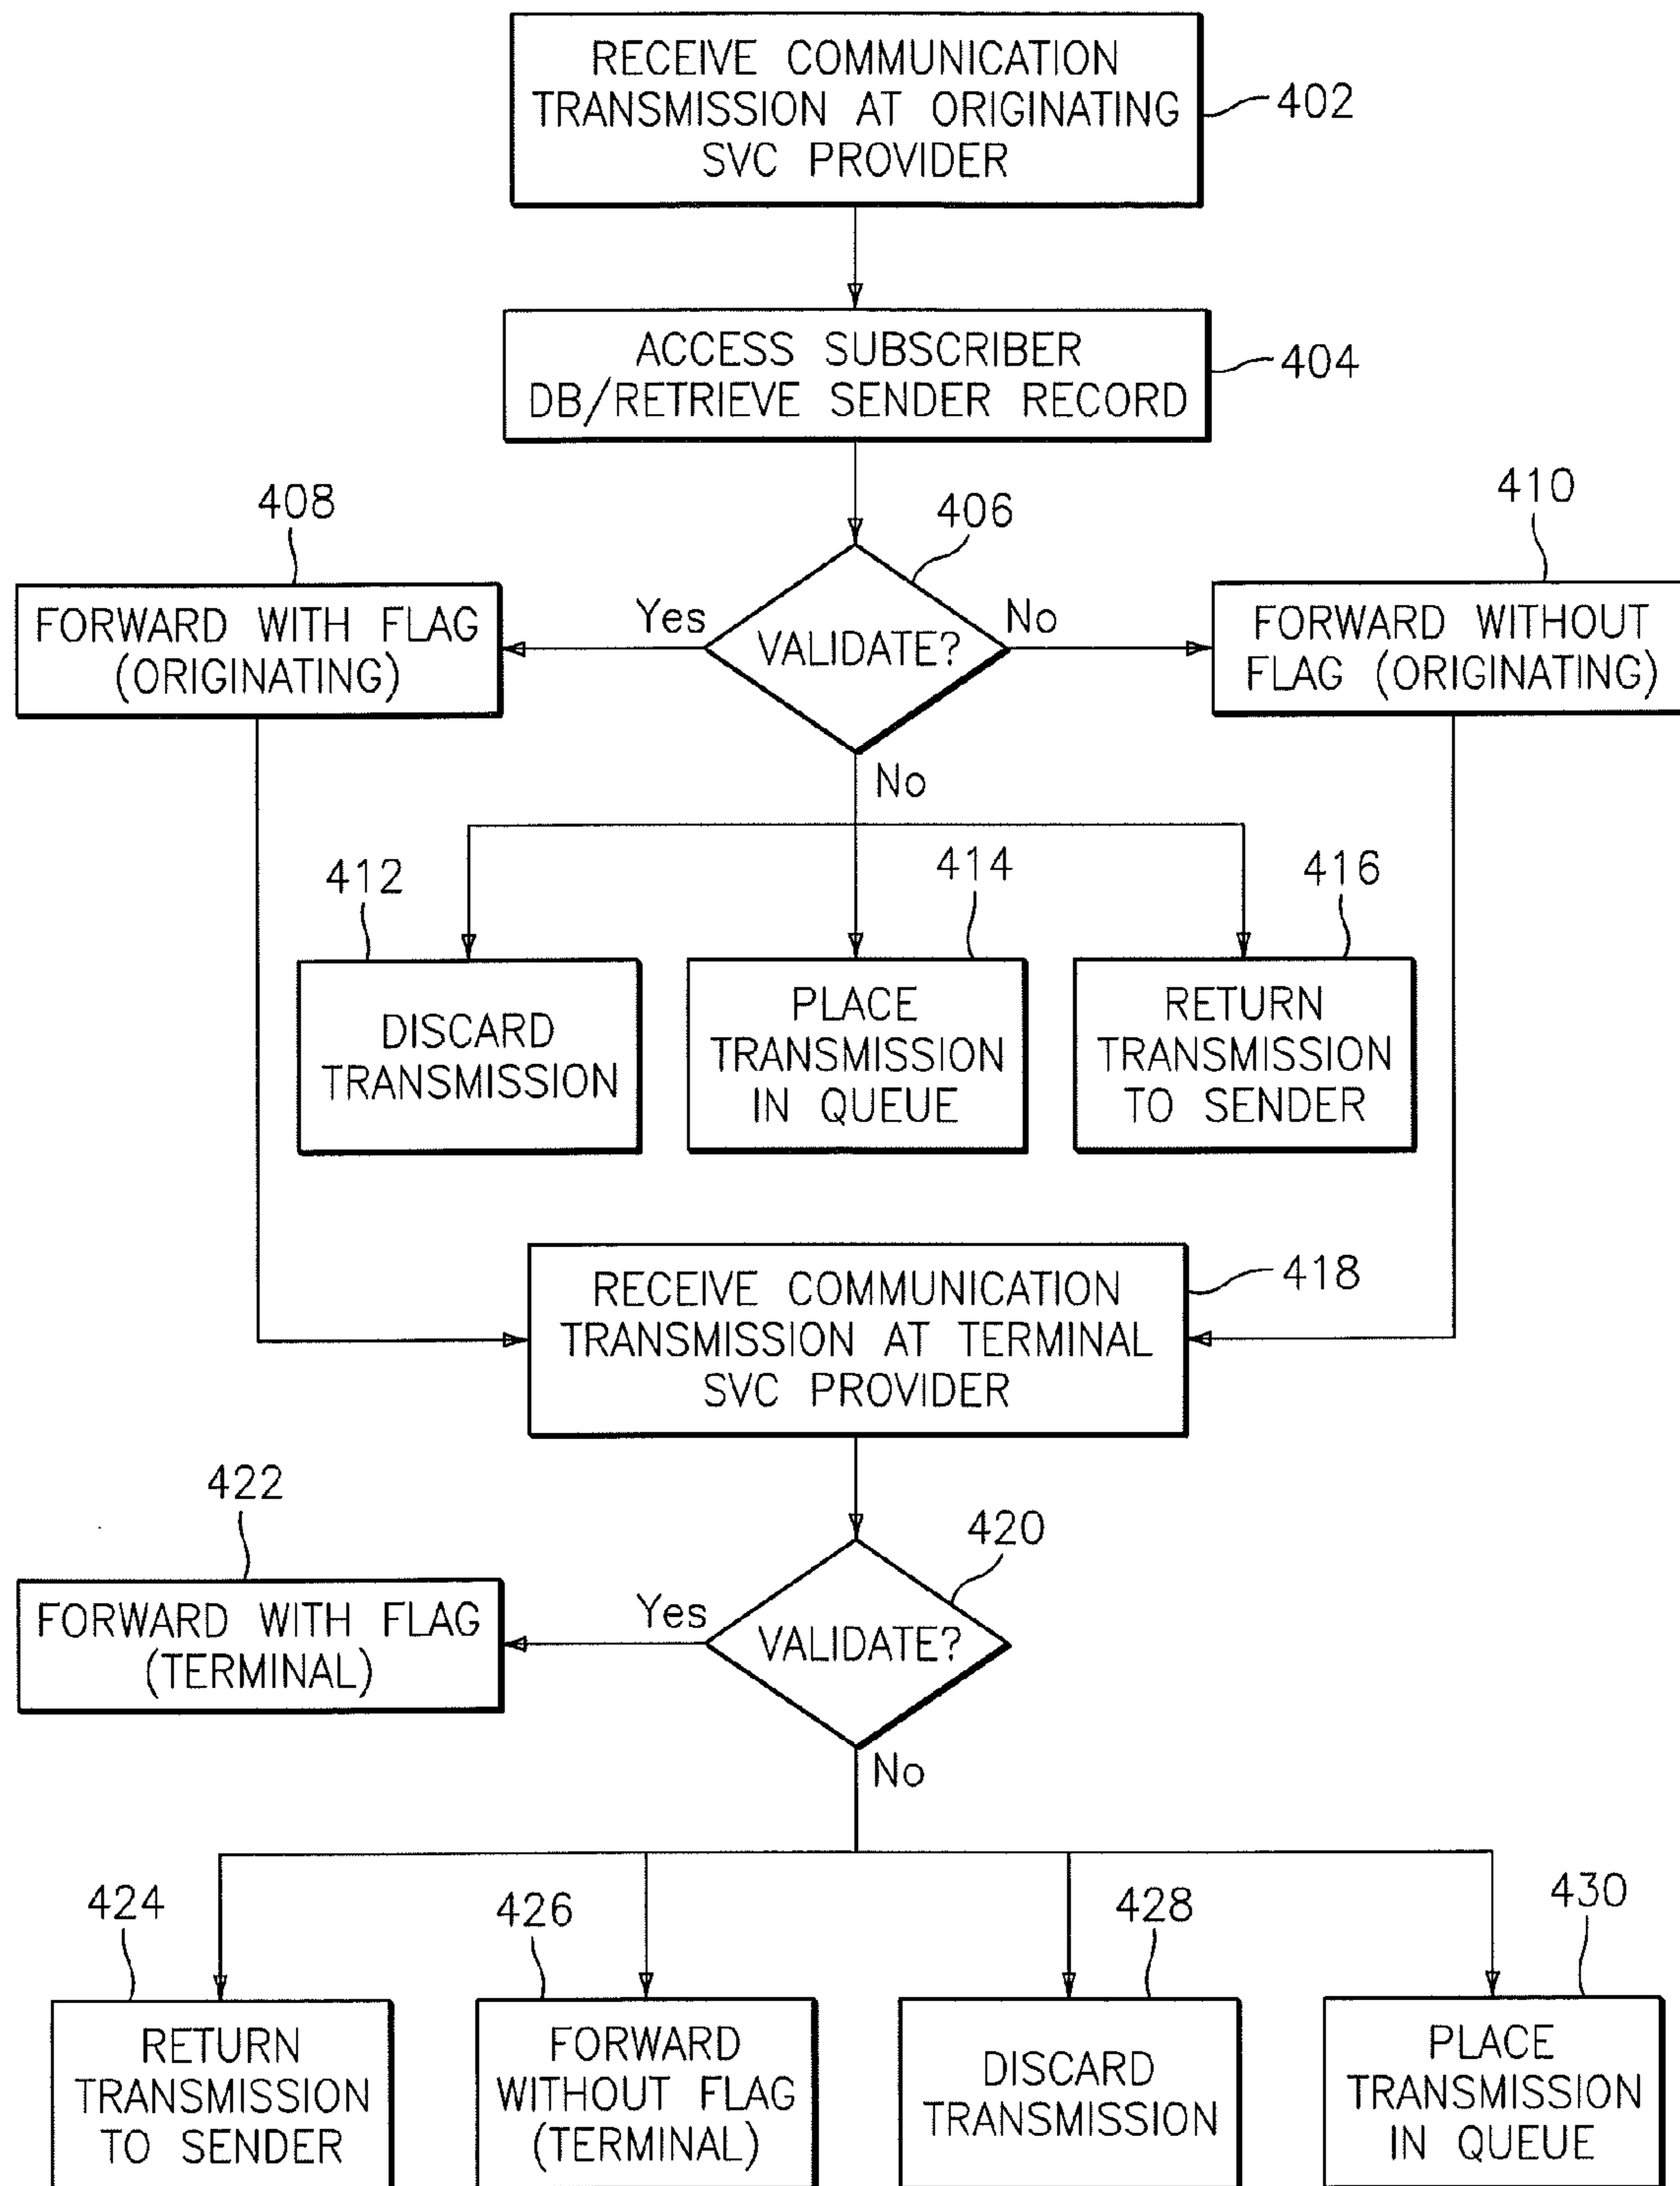 RECEIVE COMMUNICATION
TRANSMISSION AT ORIGINATING
SVC PROVIDER
402
ACCESS SUBSCRIBER
DB/RETRIEVE SENDER RECORD
404
408
406
410
FORWARD WITH FLAG
(ORIGINATING)
Yes
VALIDATE?
No
FORWARD WITHOUT
FLAG (ORIGINATING)
No
412
414
416
DISCARD
TRANSMISSION
PLACE
TRANSMISSION
IN QUEUE
RETURN
TRANSMISSION
TO SENDER
RECEIVE COMMUNICATION
TRANSMISSION AT TERMINAL
SVC PROVIDER
418
422
420
FORWARD WITH FLAG
(TERMINAL)
Yes
VALIDATE?
No
424
426
428
430
RETURN
TRANSMISSION
TO SENDER
FORWARD
WITHOUT FLAG
(TERMINAL)
DISCARD
TRANSMISSION
PLACE
TRANSMISSION
IN QUEUE